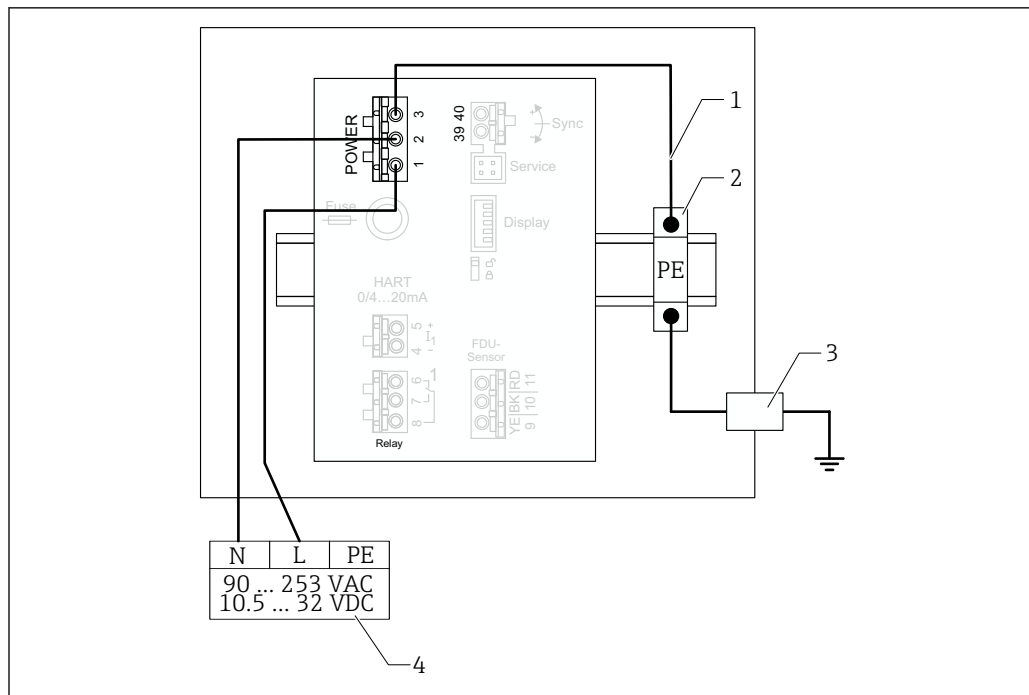 POWER
3
2
1
39 40
+
-
Sync
Service
Fuse
Display
HART
0/4...20mA
5 +
I1
4 -
FDU-
Sensor
1
6
7
8
YE|BK|RD
9 |10| 11
Relay
PE
1
2
3
N L PE
90 ... 253 VAC
10.5 ... 32 VDC
4